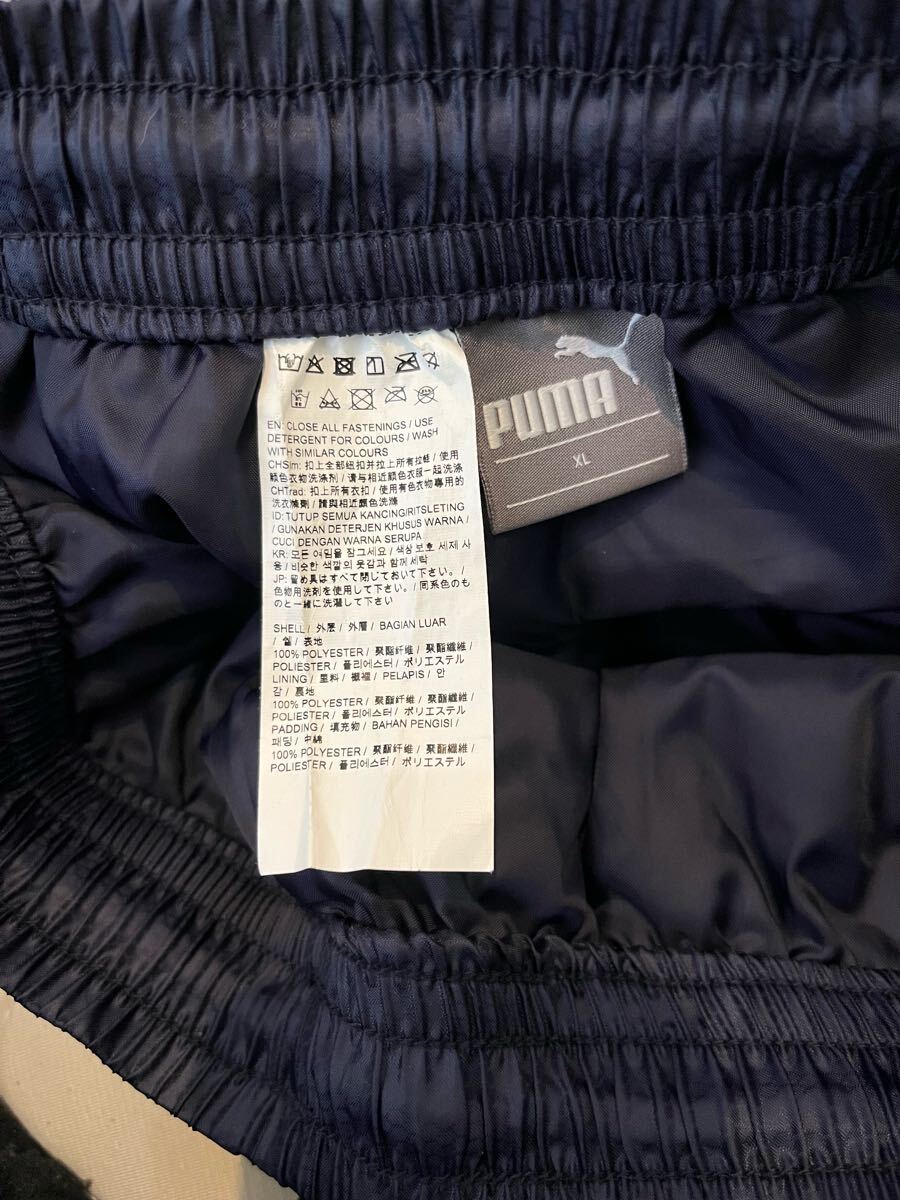 PUMA
XL
EN: CLOSE ALL FASTENINGS / USE
DETERGENT FOR COLOURS / WASH
WITH SIMILAR COLOURS
CHSim: 扣上全部纽扣并拉上所有拉链 / 使用
颜色衣物洗涤剂 / 请与相近颜色衣服一起洗涤
CHTrad: 扣上所有衣扣 / 使用有色衣物專用的
洗衣滌劑 / 請與相近顏色洗滌
ID: TUTUP SEMUA KANCING/RITSLETING
/ GUNAKAN DETERJEN KHUSUS WARNA /
CUCI DENGAN WARNA SERUPA
KR: 모든 여밈을 잠그세요 / 색상 보호 세제 사
용 / 비슷한 색깔의 옷감과 함께 세탁
JP: 留め具はすべて閉じておいて下さい。/
色物用洗剤を使用して下さい。/ 同系色のも
のと一緒に洗濯して下さい
SHELL / 外层 / 外層 / BAGIAN LUAR
/ 쉘 / 表地
100% POLYESTER / 聚酯纤维 / 聚酯纖維 /
POLIESTER / 폴리에스터 / ポリエステル
LINING / 里料 / 襯裡 / PELAPIS / 안
감 / 裏地
100% POLYESTER / 聚酯纤维 / 聚酯纖維 /
POLIESTER / 폴리에스터 / ポリエステル
PADDING / 填充物 / BAHAN PENGISI /
패딩 / 中綿
100% POLYESTER / 聚酯纤维 / 聚酯纖維 /
POLIESTER / 폴리에스터 / ポリエステル